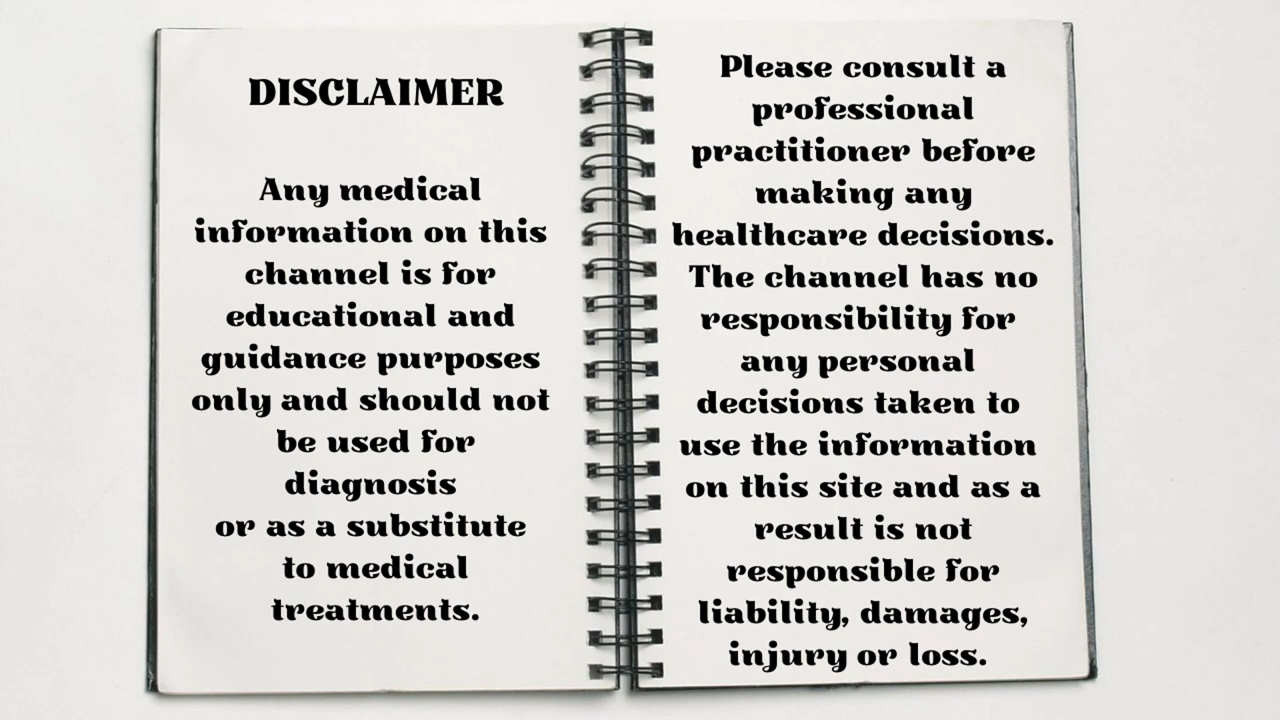 DISCLAIMER
Any medical
information on this
channel is for
educational and
guidance purposes
only and should not
be used for
diagnosis
or as a substitute
to medical
treatments.
Please consult a
professional
practitioner before
making any
healthcare decisions.
The channel has no
responsibility for
any personal
decisions taken to
use the information
on this site and as a
result is not
responsible for
liability, damages,
injury or loss.